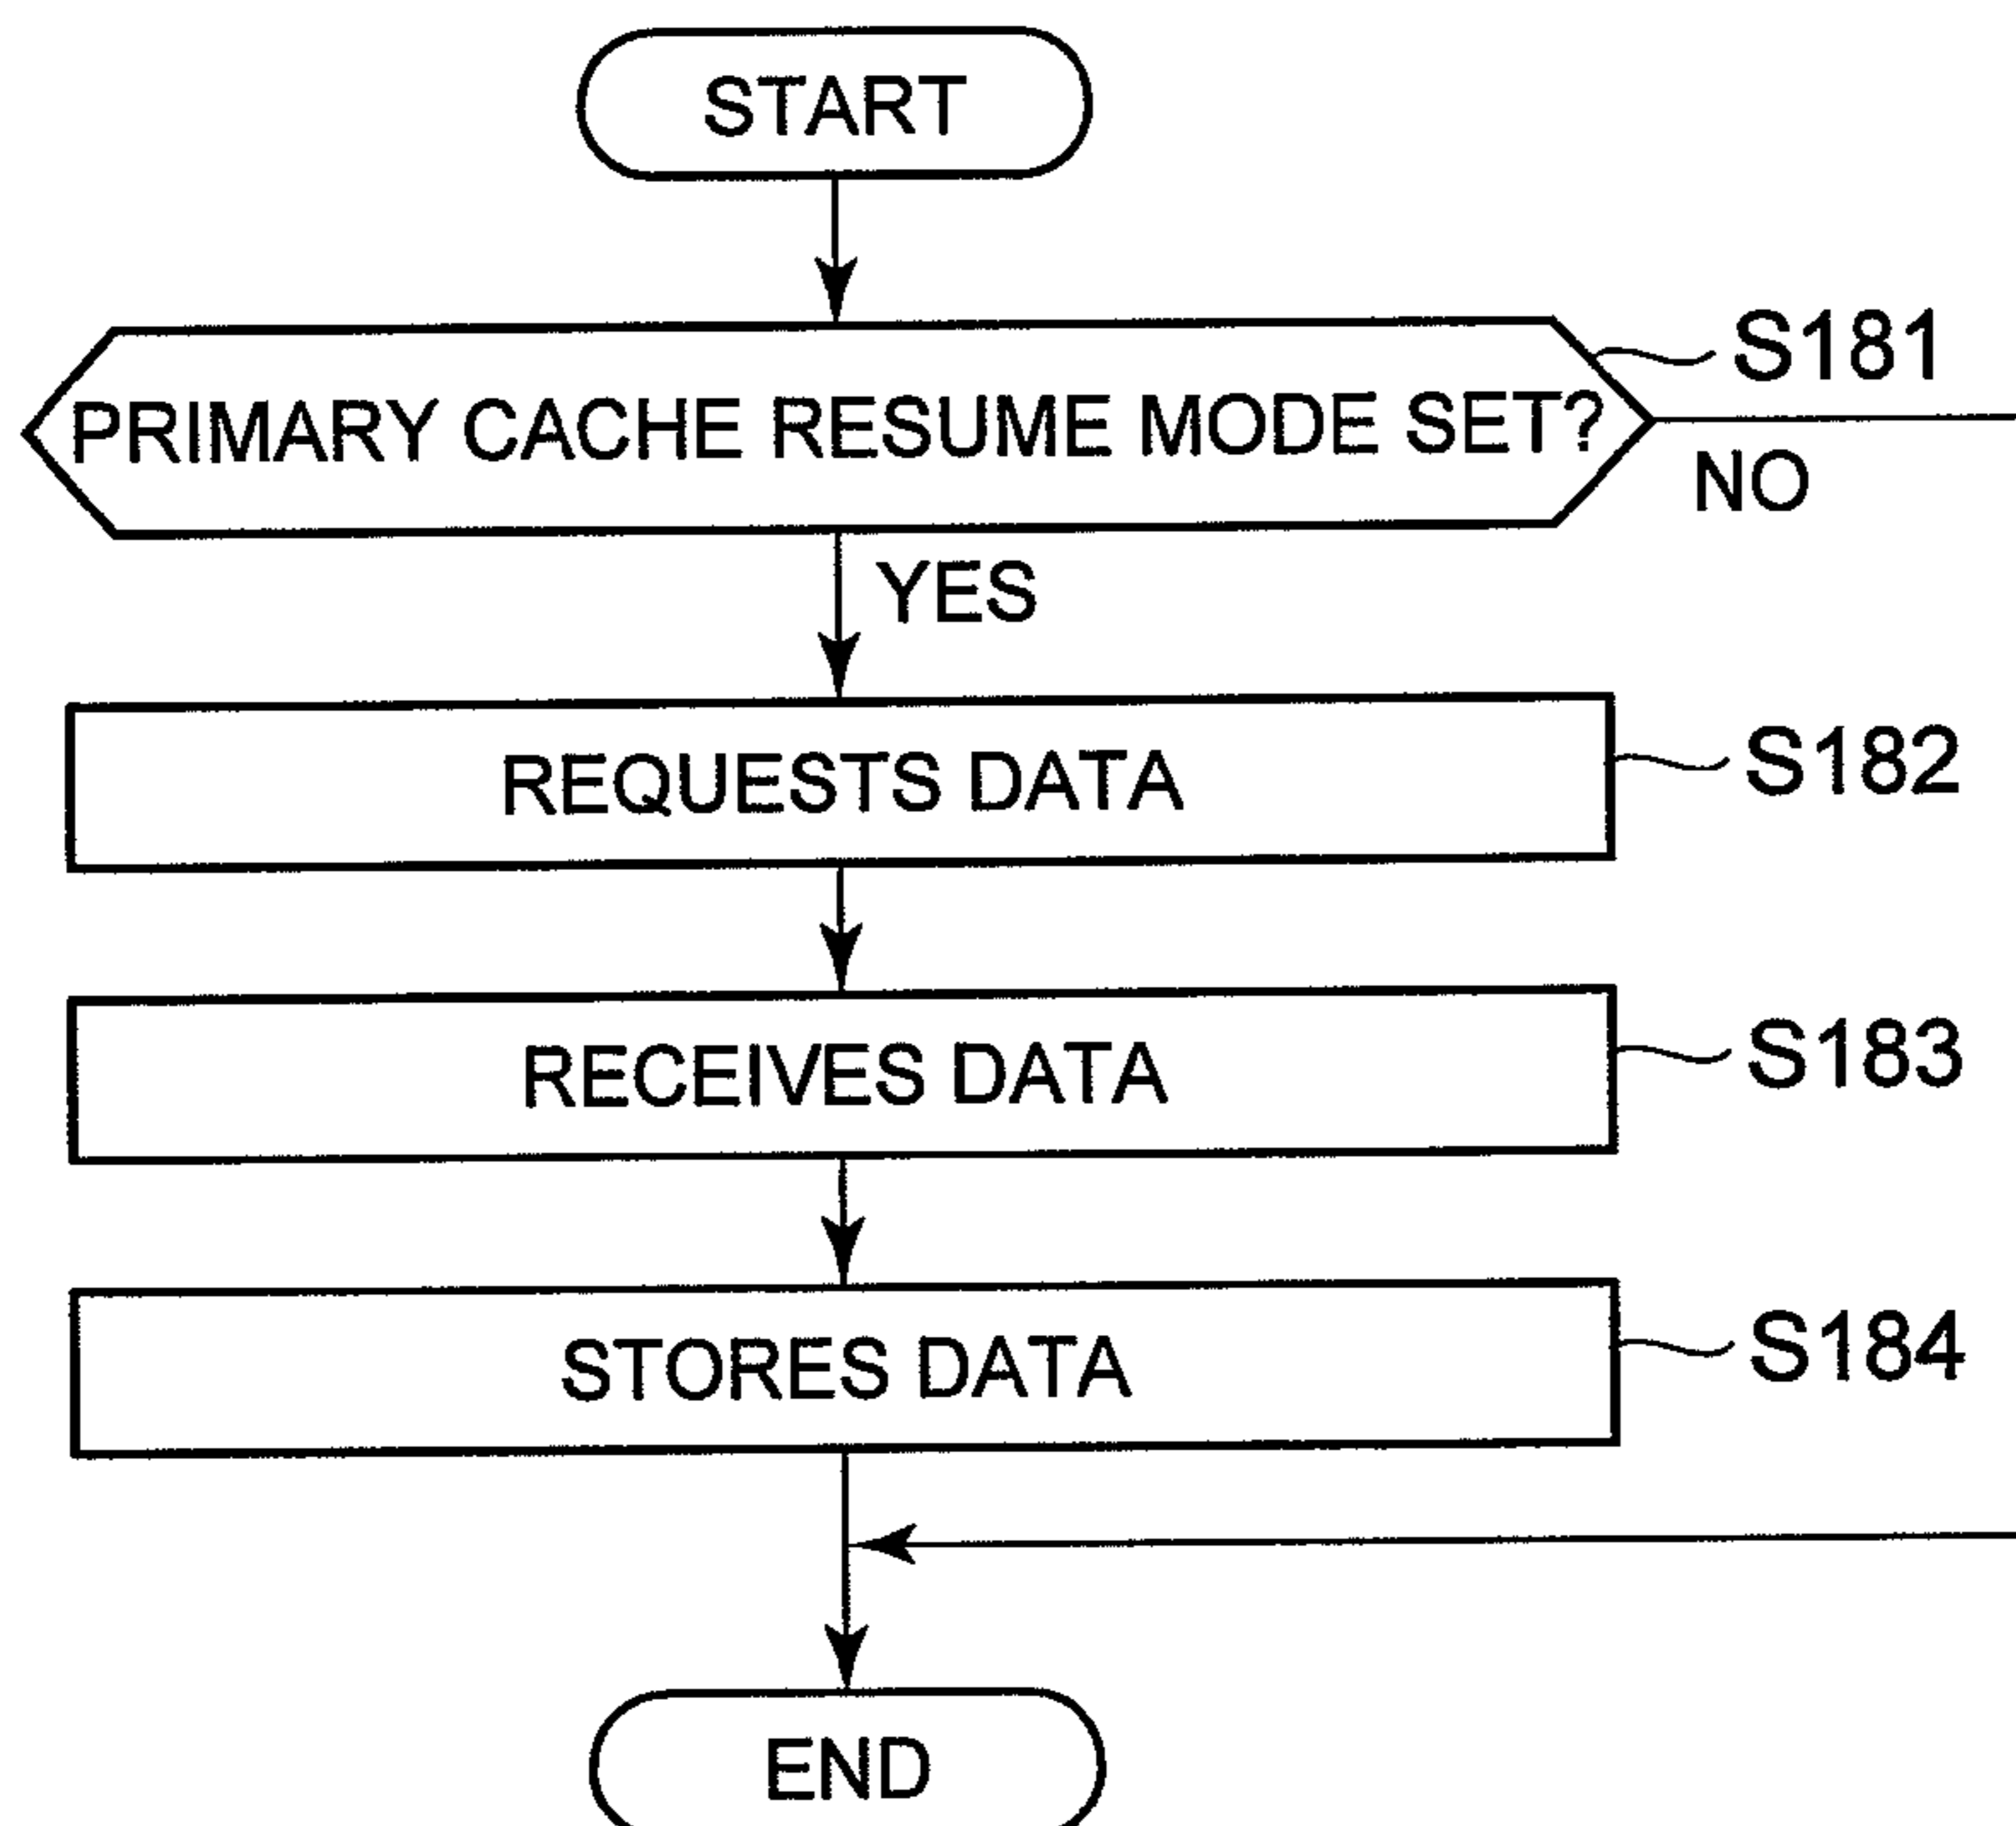 START
PRIMARY CACHE RESUME MODE SET?
S181
NO
YES
REQUESTS DATA
S182
RECEIVES DATA
S183
STORES DATA
S184
END